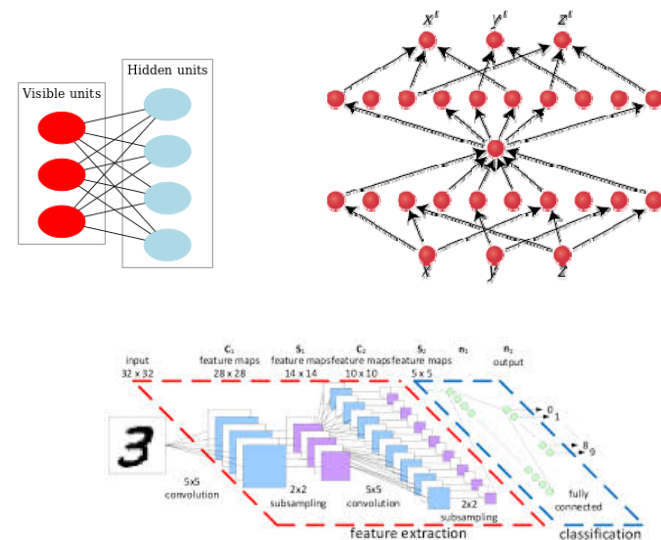 Visible units
Hidden units
X' Y' Z'
X Y Z
C₁ S₁ C₂ S₂ n₁ n₂
input feature maps feature maps feature maps feature maps output
32 x 32 28 x 28 14 x 14 10 x 10 5 x 5
3
0
1
8
9
5x5
convolution
2x2
subsampling
5x5
convolution
2x2
subsampling
fully
connected
feature extraction
classification